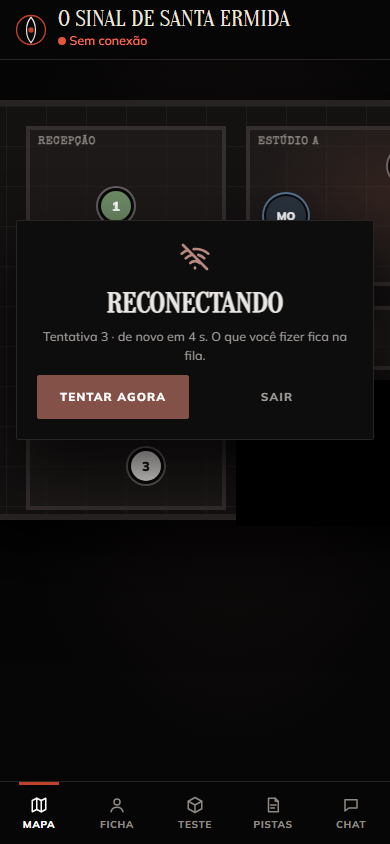 O SINAL DE SANTA ERMIDA
Sem conexão
RECEPÇÃO
ESTÚDIO A
1
MO
RECONECTANDO
Tentativa 3 · de novo em 4 s. O que você fizer fica na
fila.
TENTAR AGORA
SAIR
3
MAPA
FICHA
TESTE
PISTAS
CHAT